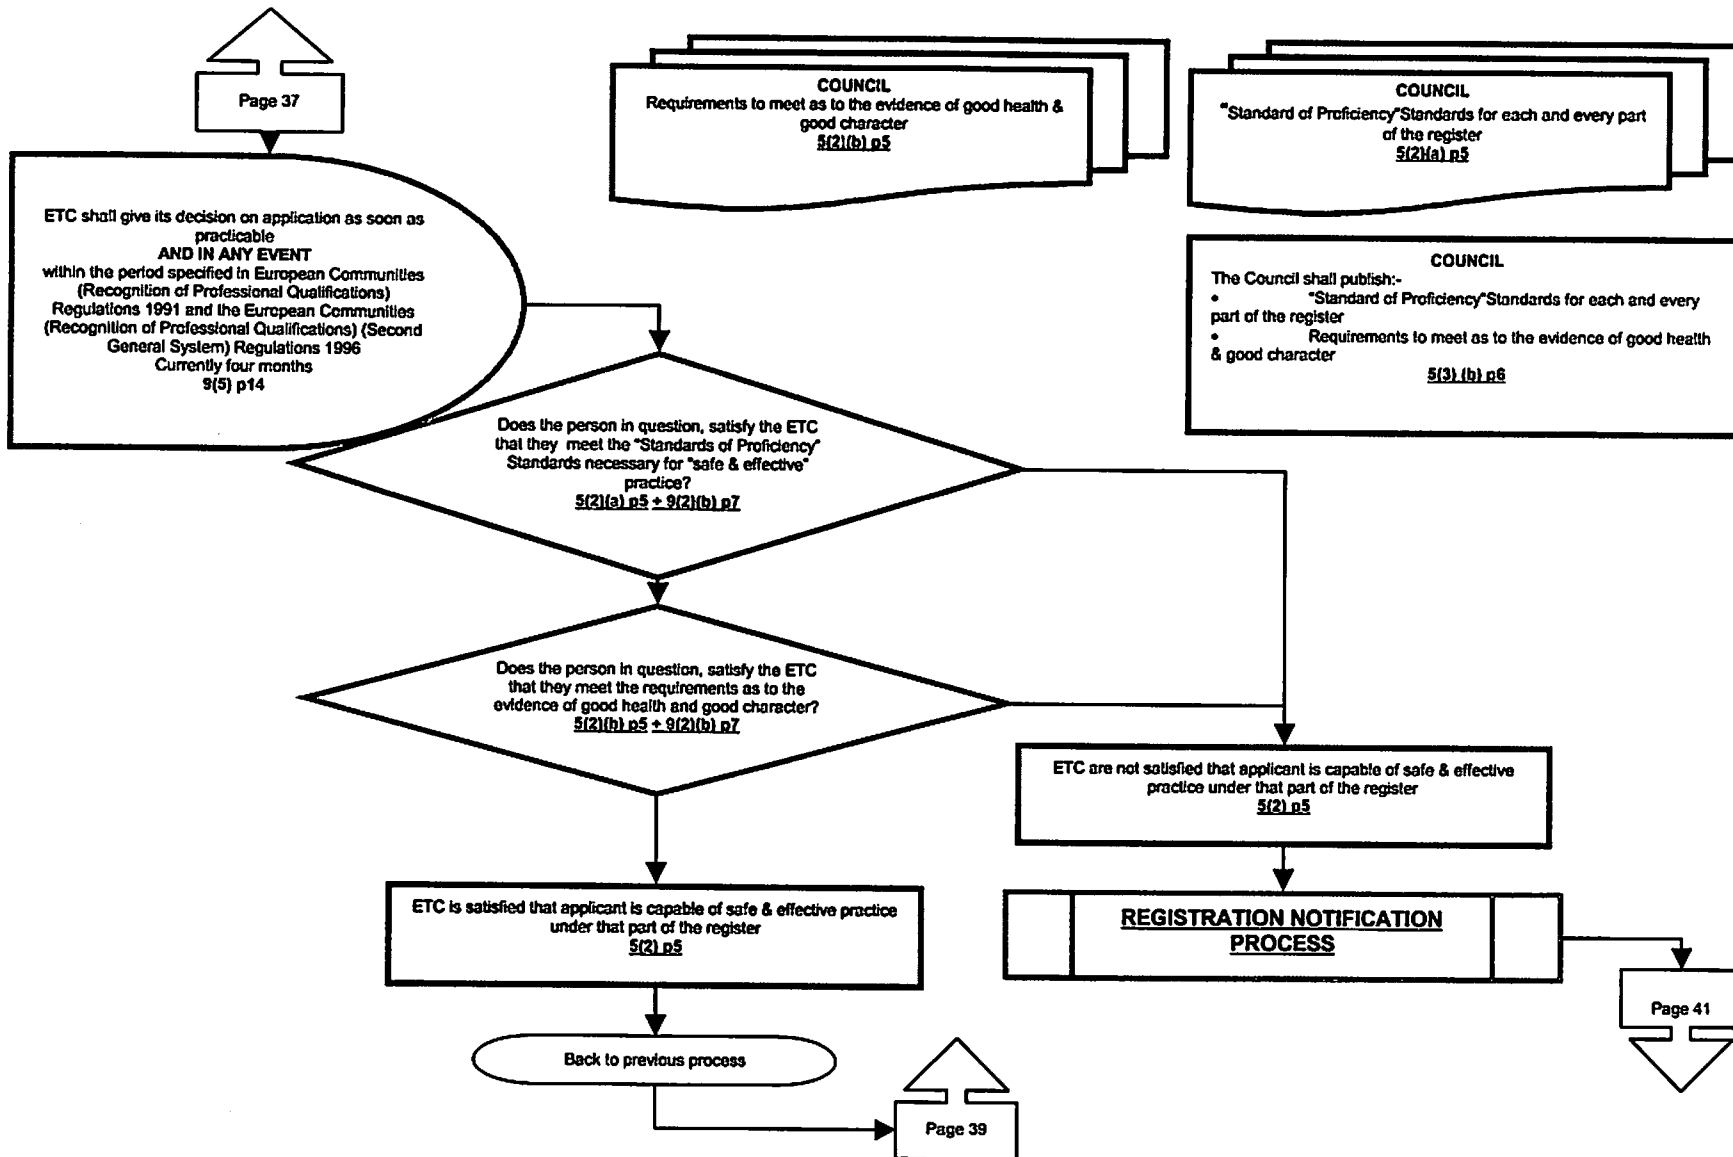 Page 37
COUNCIL
Requirements to meet as to the evidence of good health &
good character
5(2)(b) p5
COUNCIL
"Standard of Proficiency"Standards for each and every part
of the register
5(2)(a) p5
ETC shall give its decision on application as soon as
practicable
AND IN ANY EVENT
within the period specified in European Communities
(Recognition of Professional Qualifications)
Regulations 1991 and the European Communities
(Recognition of Professional Qualifications) (Second
General System) Regulations 1996
Currently four months
9(5) p14
COUNCIL
The Council shall publish:-
• "Standard of Proficiency"Standards for each and every
part of the register
• Requirements to meet as to the evidence of good health
& good character
5(3) (b) p6
Does the person in question, satisfy the ETC
that they meet the "Standards of Proficiency"
Standards necessary for "safe & effective"
practice?
5(2)(a) p5 + 9(2)(b) p7
Does the person in question, satisfy the ETC
that they meet the requirements as to the
evidence of good health and good character?
5(2)(b) p5 + 9(2)(b) p7
ETC are not satisfied that applicant is capable of safe & effective
practice under that part of the register
5(2) p5
ETC is satisfied that applicant is capable of safe & effective practice
under that part of the register
5(2) p5
REGISTRATION NOTIFICATION
PROCESS
Page 41
Back to previous process
Page 39